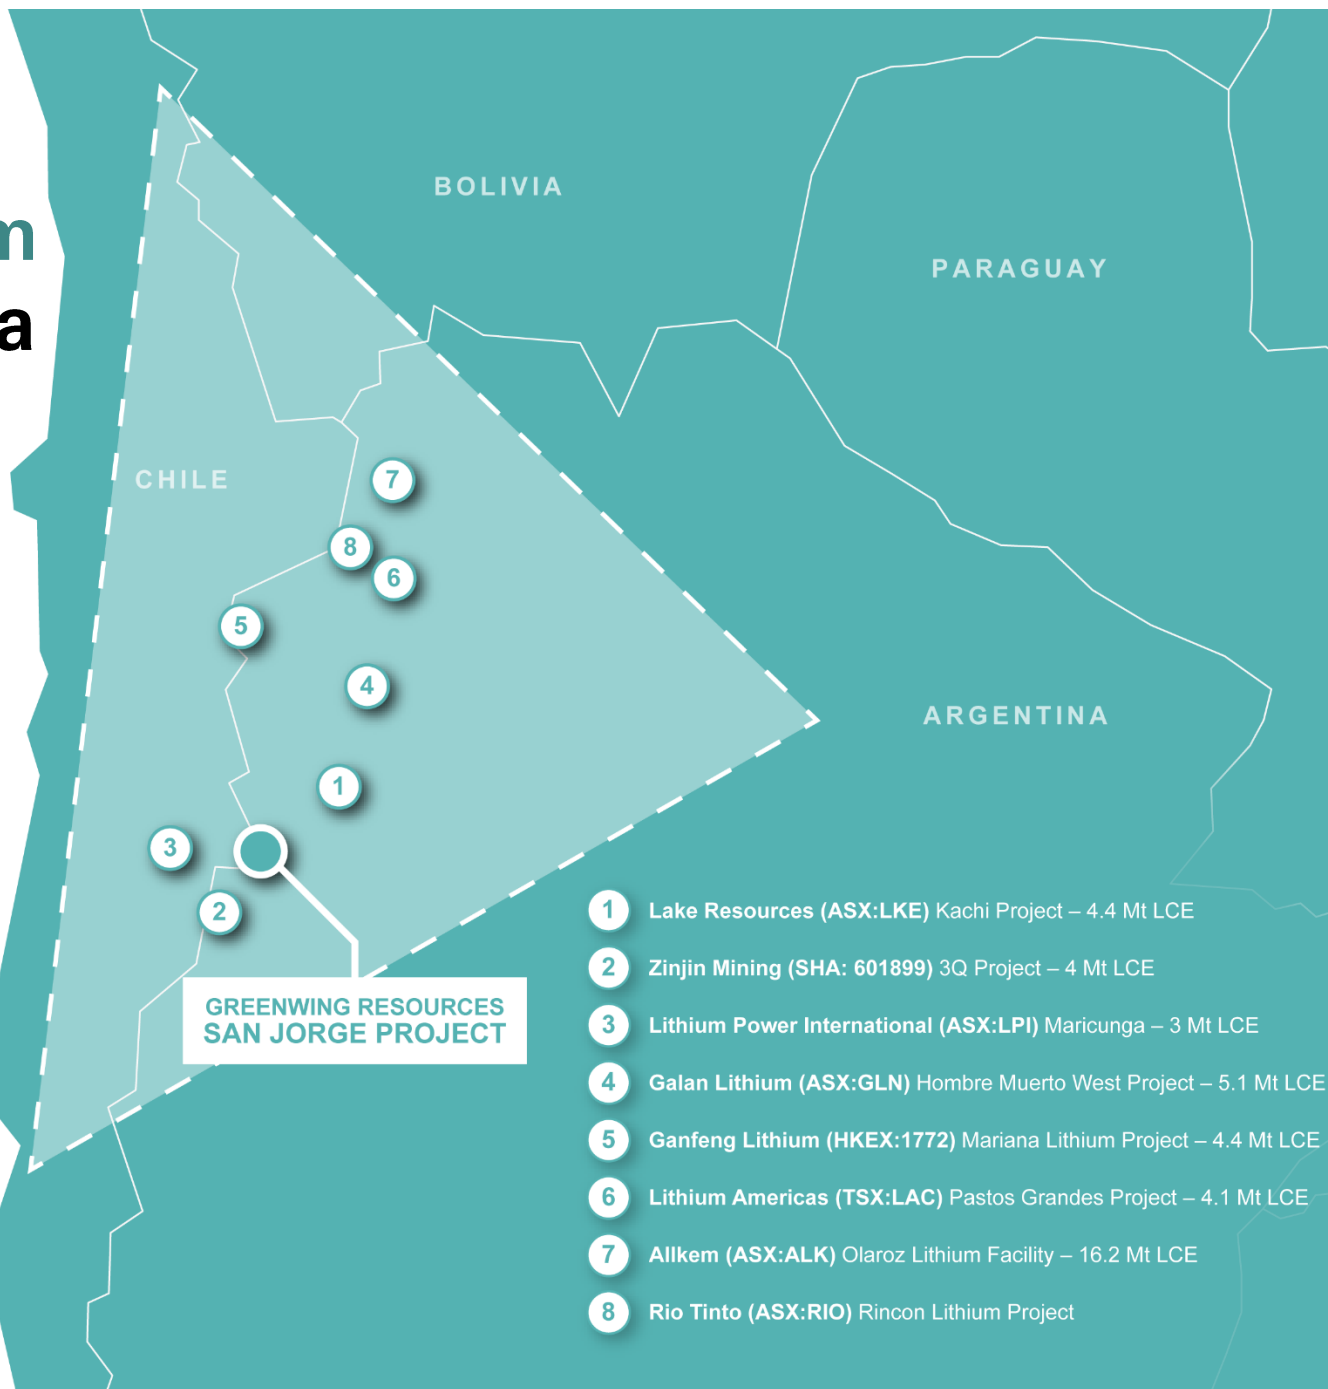 m
a
BOLIVIA
PARAGUAY
CHILE
ARGENTINA
7
8
6
5
4
1
3
2
GREENWING RESOURCES
SAN JORGE PROJECT
1 Lake Resources (ASX:LKE) Kachi Project – 4.4 Mt LCE
2 Zinjin Mining (SHA: 601899) 3Q Project – 4 Mt LCE
3 Lithium Power International (ASX:LPI) Maricunga – 3 Mt LCE
4 Galan Lithium (ASX:GLN) Hombre Muerto West Project – 5.1 Mt LCE
5 Ganfeng Lithium (HKEX:1772) Mariana Lithium Project – 4.4 Mt LCE
6 Lithium Americas (TSX:LAC) Pastos Grandes Project – 4.1 Mt LCE
7 Allkem (ASX:ALK) Olaroz Lithium Facility – 16.2 Mt LCE
8 Rio Tinto (ASX:RIO) Rincon Lithium Project